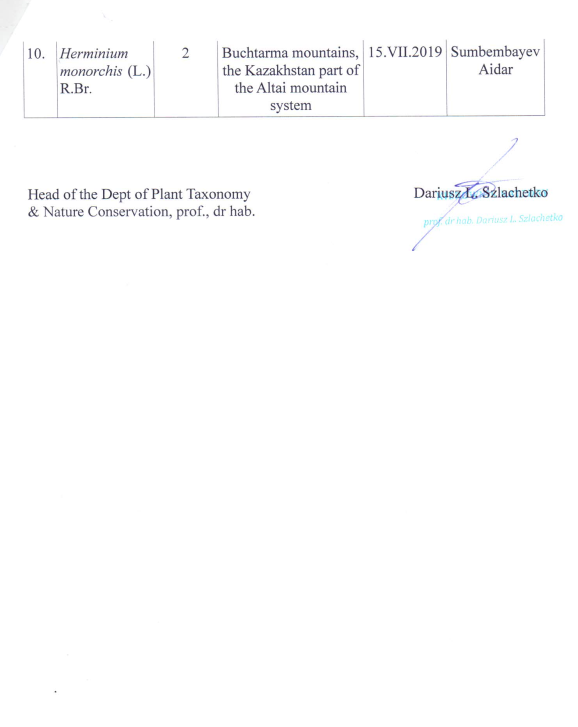 10. Herminium monorchis (L.) R.Br. 2 Buchtarma mountains, the Kazakhstan part of the Altai mountain system 15.VII.2019 Sumbembayev Aidar
Head of the Dept of Plant Taxonomy
& Nature Conservation, prof., dr hab.
Dariusz L. Szlachetko
prof. dr hab. Dariusz L. Szlachetko